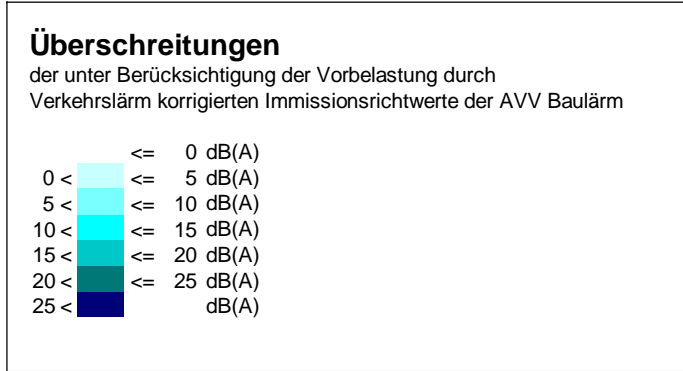 Überschreitungen
der unter Berücksichtigung der Vorbelastung durch
Verkehrslärm korrigierten Immissionsrichtwerte der AVV Baulärm
<= 0 dB(A)
0 < <= 5 dB(A)
5 < <= 10 dB(A)
10 < <= 15 dB(A)
15 < <= 20 dB(A)
20 < <= 25 dB(A)
25 < dB(A)